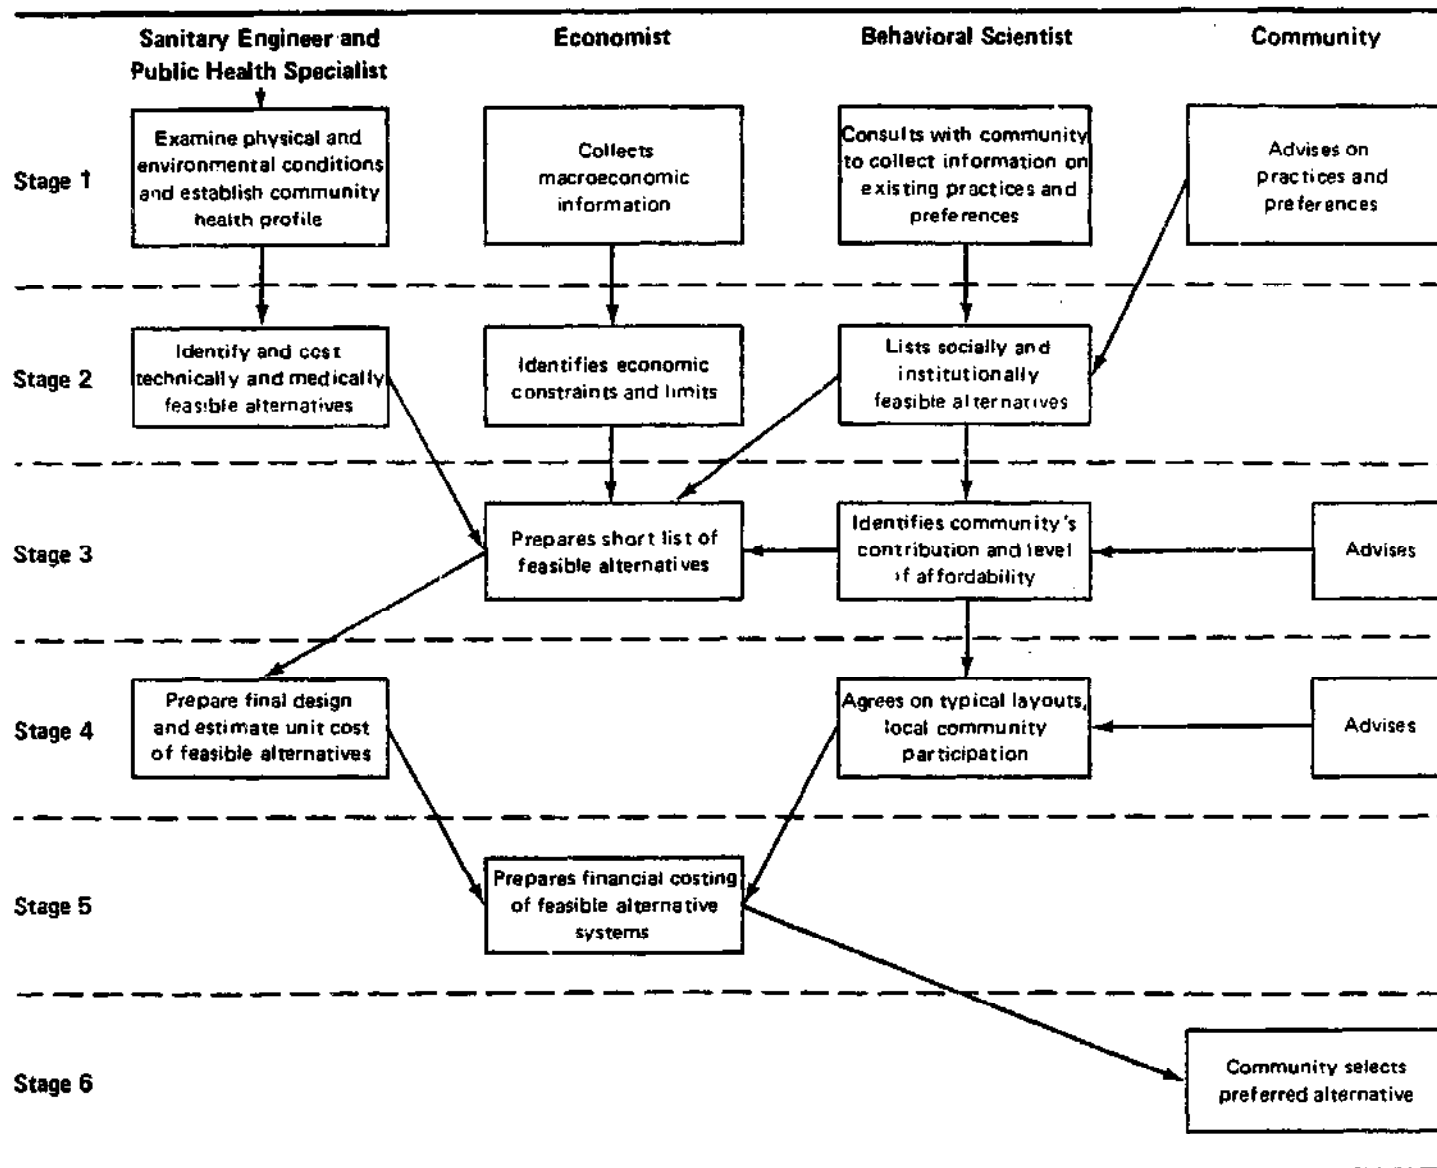 Sanitary Engineer and
Public Health Specialist
Economist
Behavioral Scientist
Community
Stage 1
Examine physical and
environmental conditions
and establish community
health profile
Collects
macroeconomic
information
Consults with community
to collect information on
existing practices and
preferences
Advises on
practices and
preferences
Stage 2
Identify and cost
technically and medically
feasible alternatives
Identifies economic
constraints and limits
Lists socially and
institutionally
feasible alternatives
Stage 3
Prepares short list of
feasible alternatives
Identifies community's
contribution and level
of affordability
Advises
Stage 4
Prepare final design
and estimate unit cost
of feasible alternatives
Agrees on typical layouts,
local community
participation
Advises
Stage 5
Prepares financial costing
of feasible alternative
systems
Stage 6
Community selects
preferred alternative